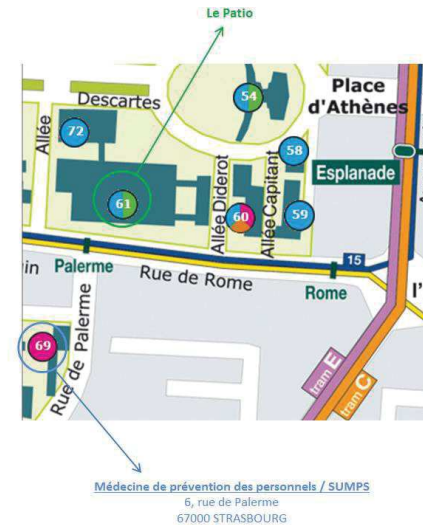 Le Patio
54
Place
d'Athènes
Descartes
Allée
72
58
Esplanade
61
Allée Diderot
60
Allée Capitant
59
15
Palerme
Rue de Rome
Rome
in
l'
69
Rue de Palerme
tram E
tram C
Médecine de prévention des personnels / SUMPS
6, rue de Palerme
67000 STRASBOURG